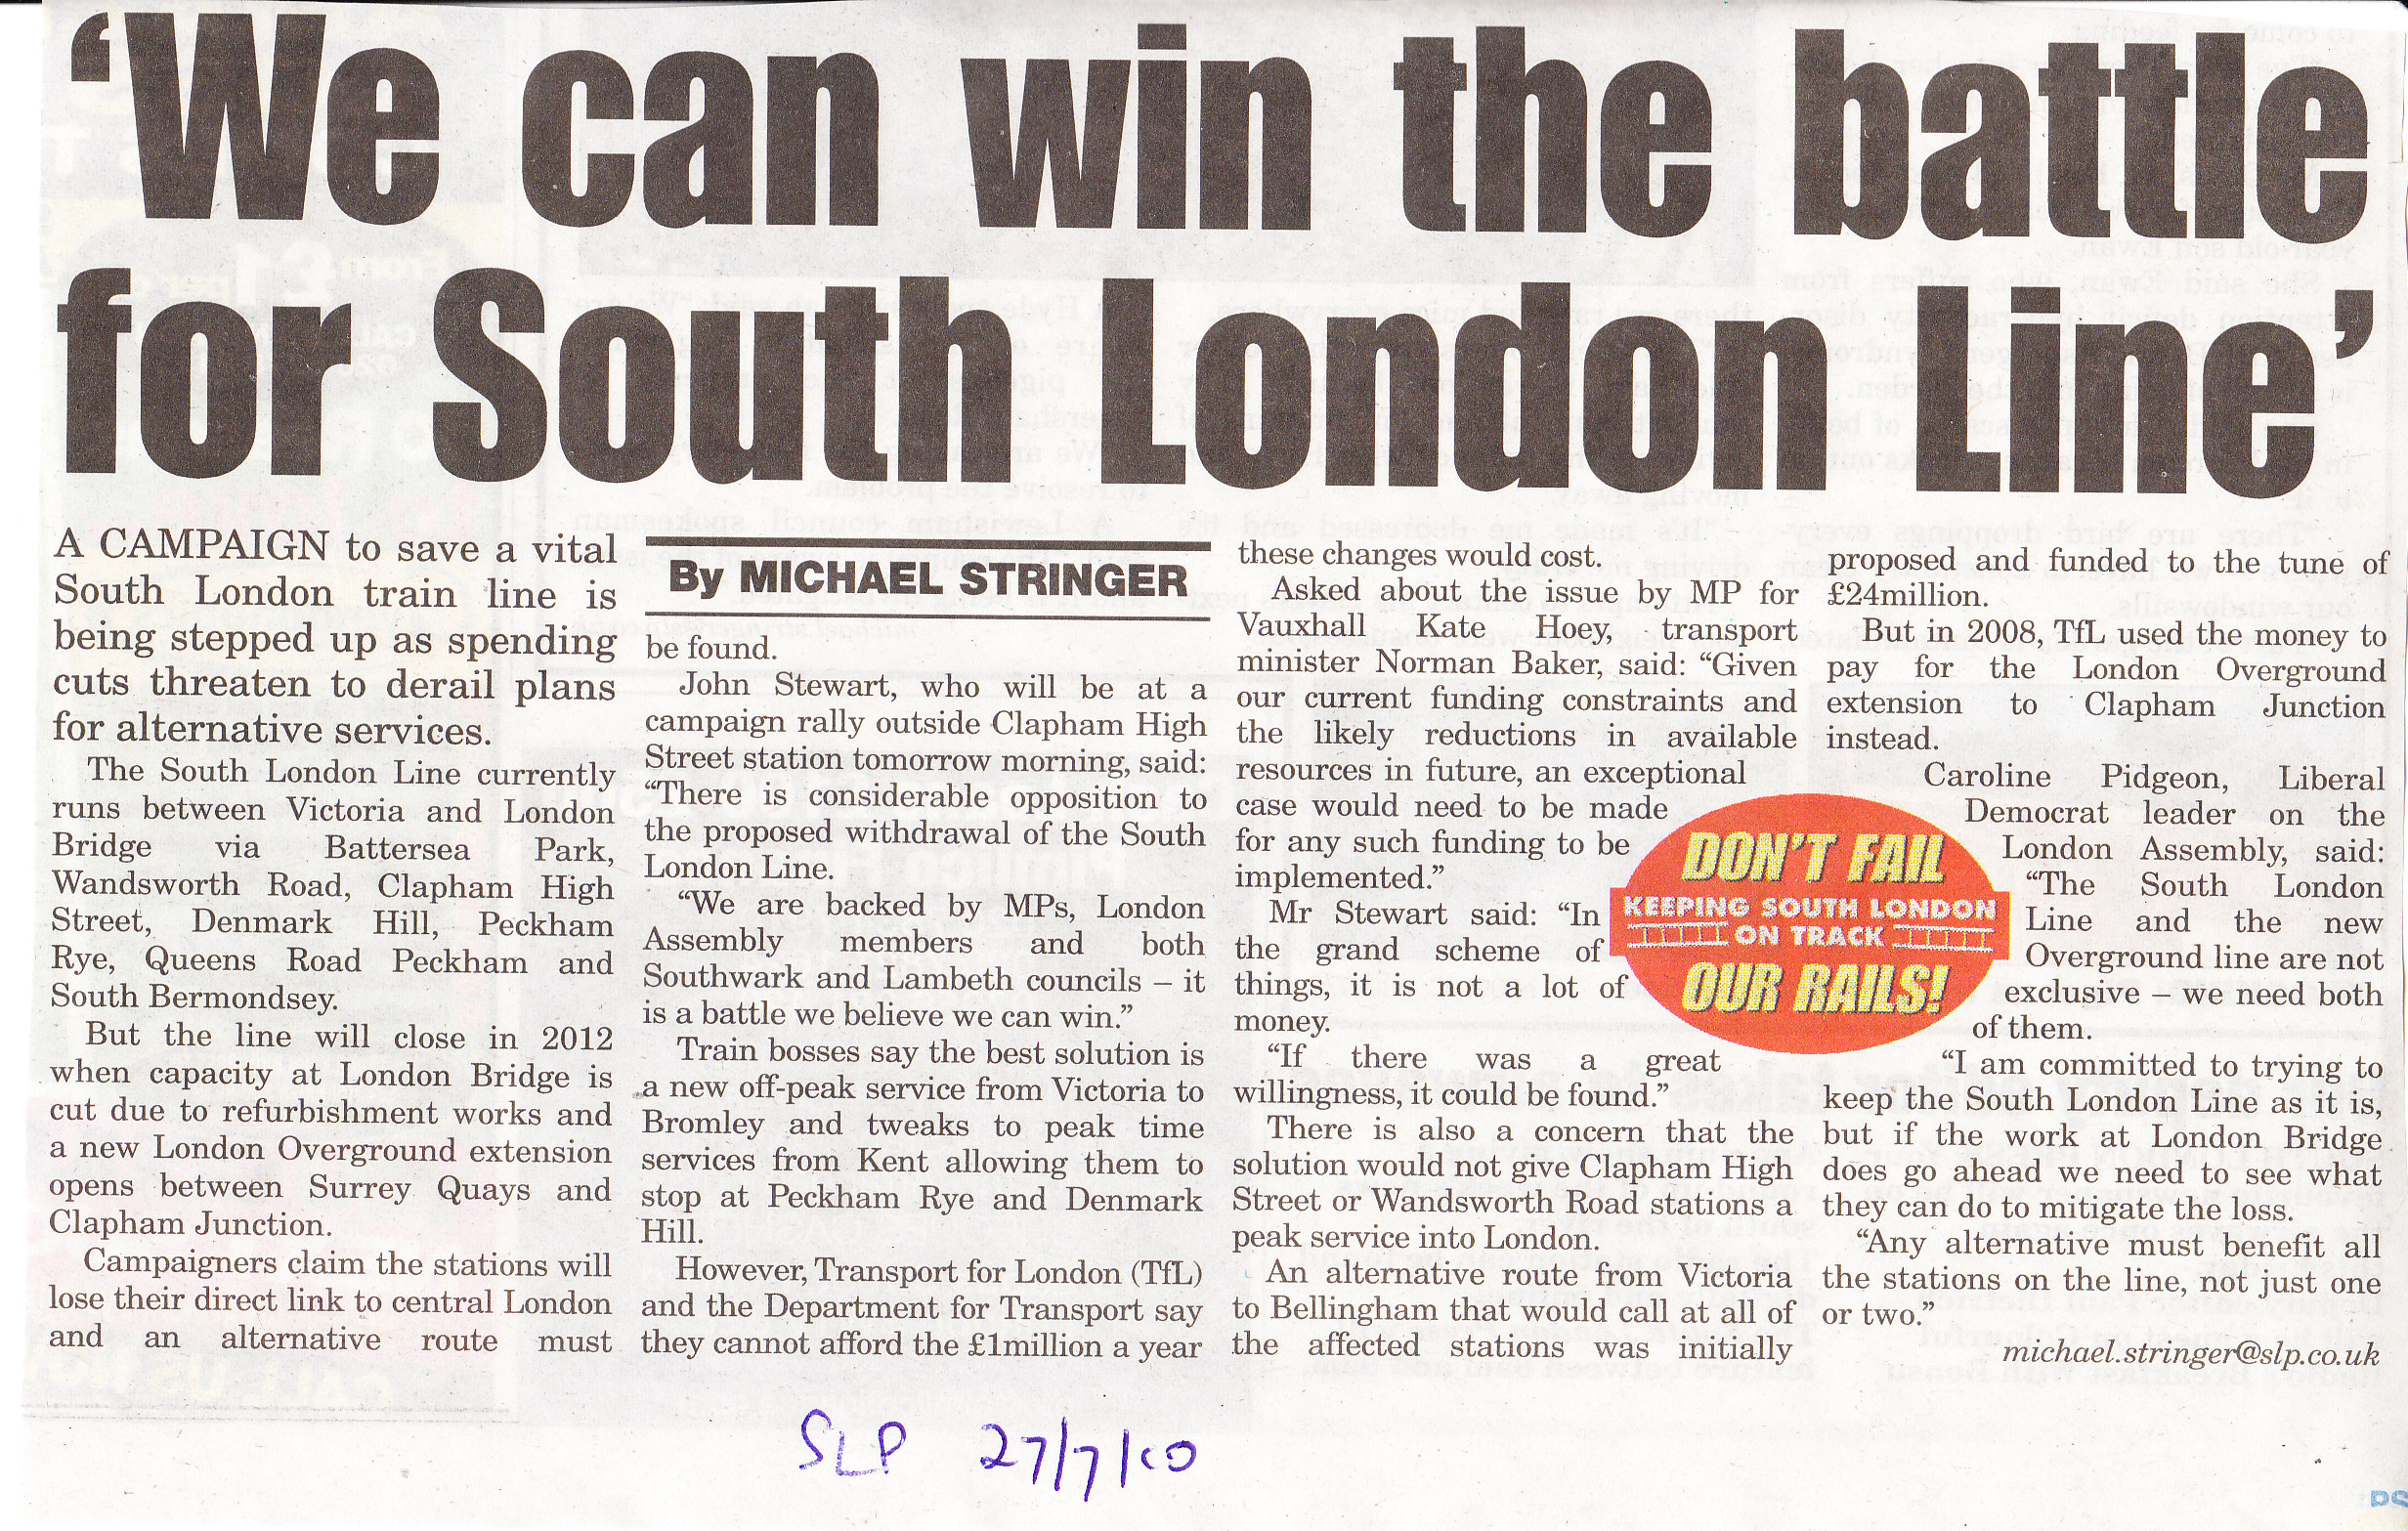 ‘We can win the battle
for South London Line’
A CAMPAIGN to save a vital
South London train line is
being stepped up as spending
cuts threaten to derail plans
for alternative services.
The South London Line currently
runs between Victoria and London
Bridge via Battersea Park,
Wandsworth Road, Clapham High
Street, Denmark Hill, Peckham
Rye, Queens Road Peckham and
South Bermondsey.
But the line will close in 2012
when capacity at London Bridge is
cut due to refurbishment works and
a new London Overground extension
opens between Surrey Quays and
Clapham Junction.
Campaigners claim the stations will
lose their direct link to central London
and an alternative route must
By MICHAEL STRINGER
be found.
John Stewart, who will be at a
campaign rally outside Clapham High
Street station tomorrow morning, said:
“There is considerable opposition to
the proposed withdrawal of the South
London Line.
“We are backed by MPs, London
Assembly members and both
Southwark and Lambeth councils – it
is a battle we believe we can win.”
Train bosses say the best solution is
a new off-peak service from Victoria to
Bromley and tweaks to peak time
services from Kent allowing them to
stop at Peckham Rye and Denmark
Hill.
However, Transport for London (TfL)
and the Department for Transport say
they cannot afford the £1million a year
these changes would cost.
Asked about the issue by MP for
Vauxhall Kate Hoey, transport
minister Norman Baker, said: “Given
our current funding constraints and
the likely reductions in available
resources in future, an exceptional
case would need to be made
for any such funding to be
implemented.”
Mr Stewart said: “In
the grand scheme of
things, it is not a lot of
money.
“If there was a great
willingness, it could be found.”
There is also a concern that the
solution would not give Clapham High
Street or Wandsworth Road stations a
peak service into London.
An alternative route from Victoria
to Bellingham that would call at all of
the affected stations was initially
DON'T FAIL
KEEPING SOUTH LONDON
ON TRACK
OUR RAILS!
proposed and funded to the tune of
£24million.
But in 2008, TfL used the money to
pay for the London Overground
extension to Clapham Junction
instead.
Caroline Pidgeon, Liberal
Democrat leader on the
London Assembly, said:
“The South London
Line and the new
Overground line are not
exclusive – we need both
of them.
“I am committed to trying to
keep the South London Line as it is,
but if the work at London Bridge
does go ahead we need to see what
they can do to mitigate the loss.
“Any alternative must benefit all
the stations on the line, not just one
or two.”
michael.stringer@slp.co.uk
SLP 27/7/10